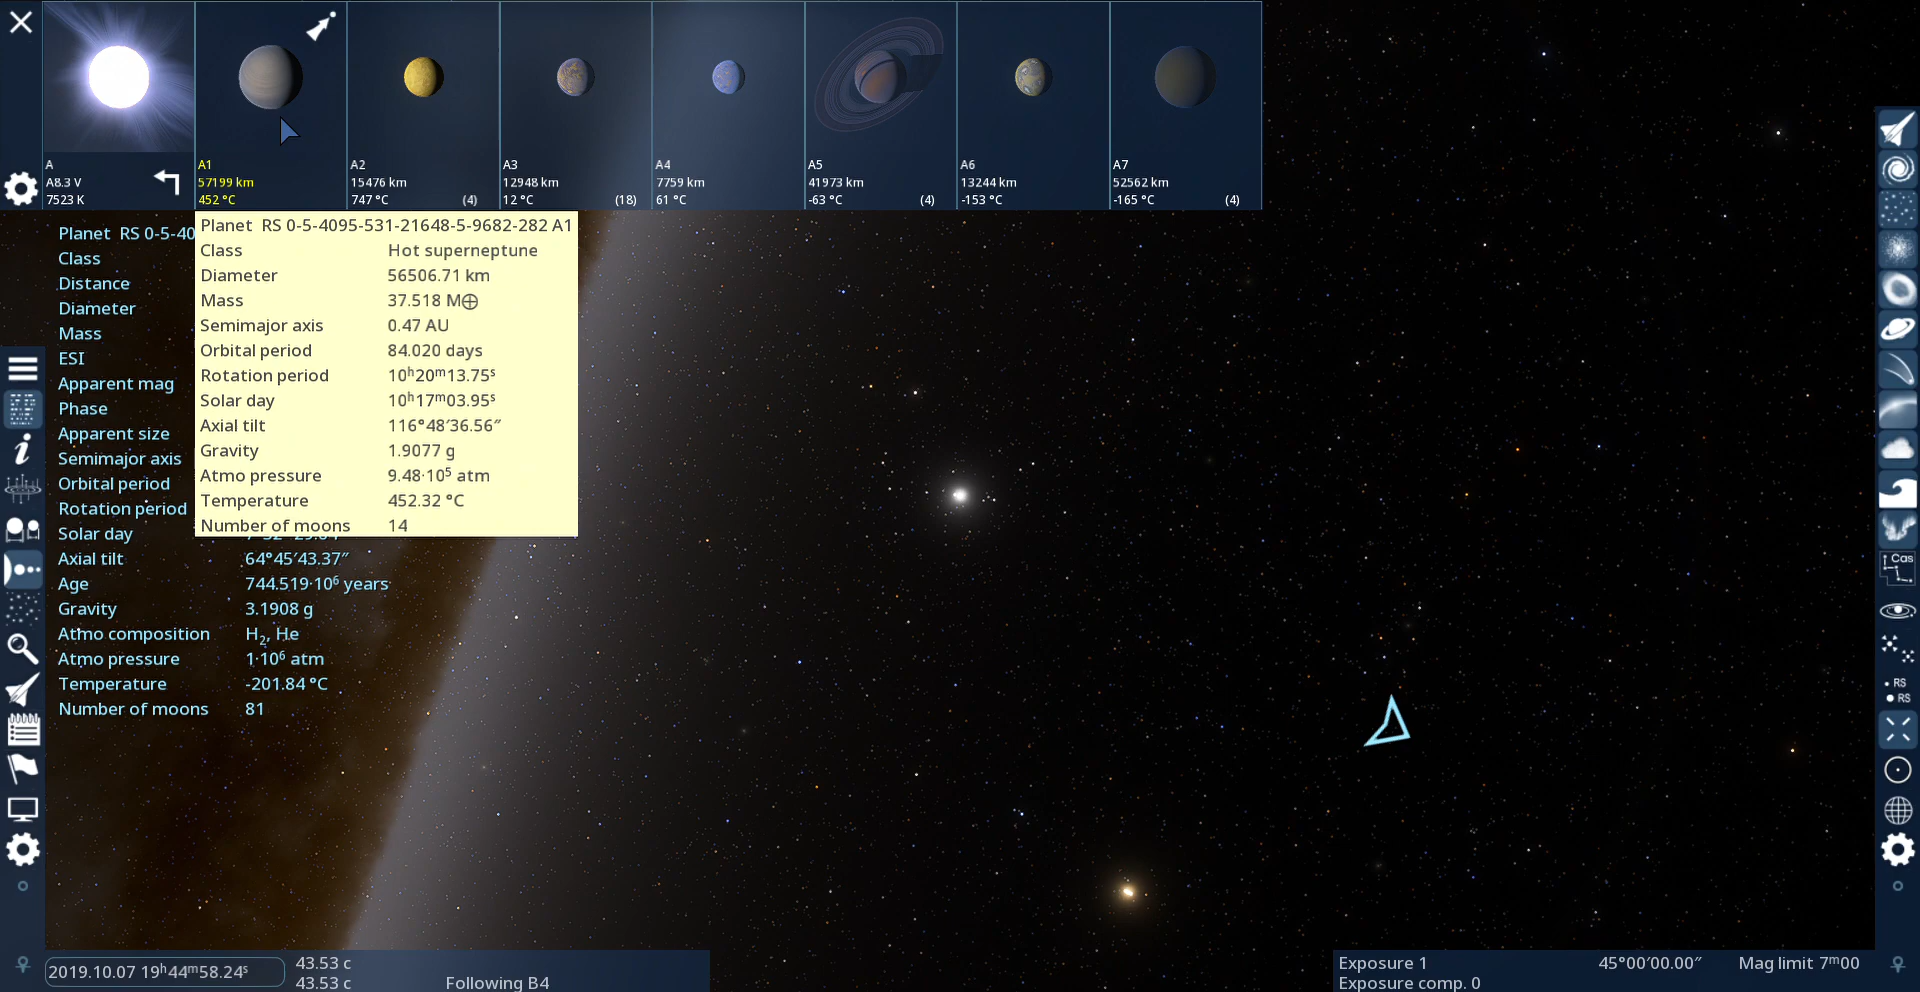 A
A8.3 V
7523 K
A1
57199 km
452 °C
A2
15476 km
747 °C (4)
A3
12948 km
12 °C (18)
A4
7759 km
61 °C
A5
41973 km
-63 °C (4)
A6
13244 km
-153 °C
A7
52562 km
-165 °C (4)
Planet RS 0-5-4095-531-21648-5-9682-282 A1
Class Hot superneptune
Diameter 56506.71 km
Mass 37.518 M⊕
Semimajor axis 0.47 AU
Orbital period 84.020 days
Rotation period 10ʰ20ᵐ13.75ˢ
Solar day 10ʰ17ᵐ03.95ˢ
Axial tilt 116°48′36.56″
Gravity 1.9077 g
Atmo pressure 9.48·10⁵ atm
Temperature 452.32 °C
Number of moons 14
Planet RS 0-5-40
Class
Distance
Diameter
Mass
ESI
Apparent mag
Phase
Apparent size
Semimajor axis
Orbital period
Rotation period
Solar day
Axial tilt 64°45′43.37″
Age 744.519·10⁶ years
Gravity 3.1908 g
Atmo composition H₂, He
Atmo pressure 1·10⁶ atm
Temperature -201.84 °C
Number of moons 81
Cas
RS
RS
2019.10.07 19ʰ44ᵐ58.24ˢ
43.53 c
43.53 c Following B4
Exposure 1 45°00′00.00″ Mag limit 7ᵐ00
Exposure comp. 0